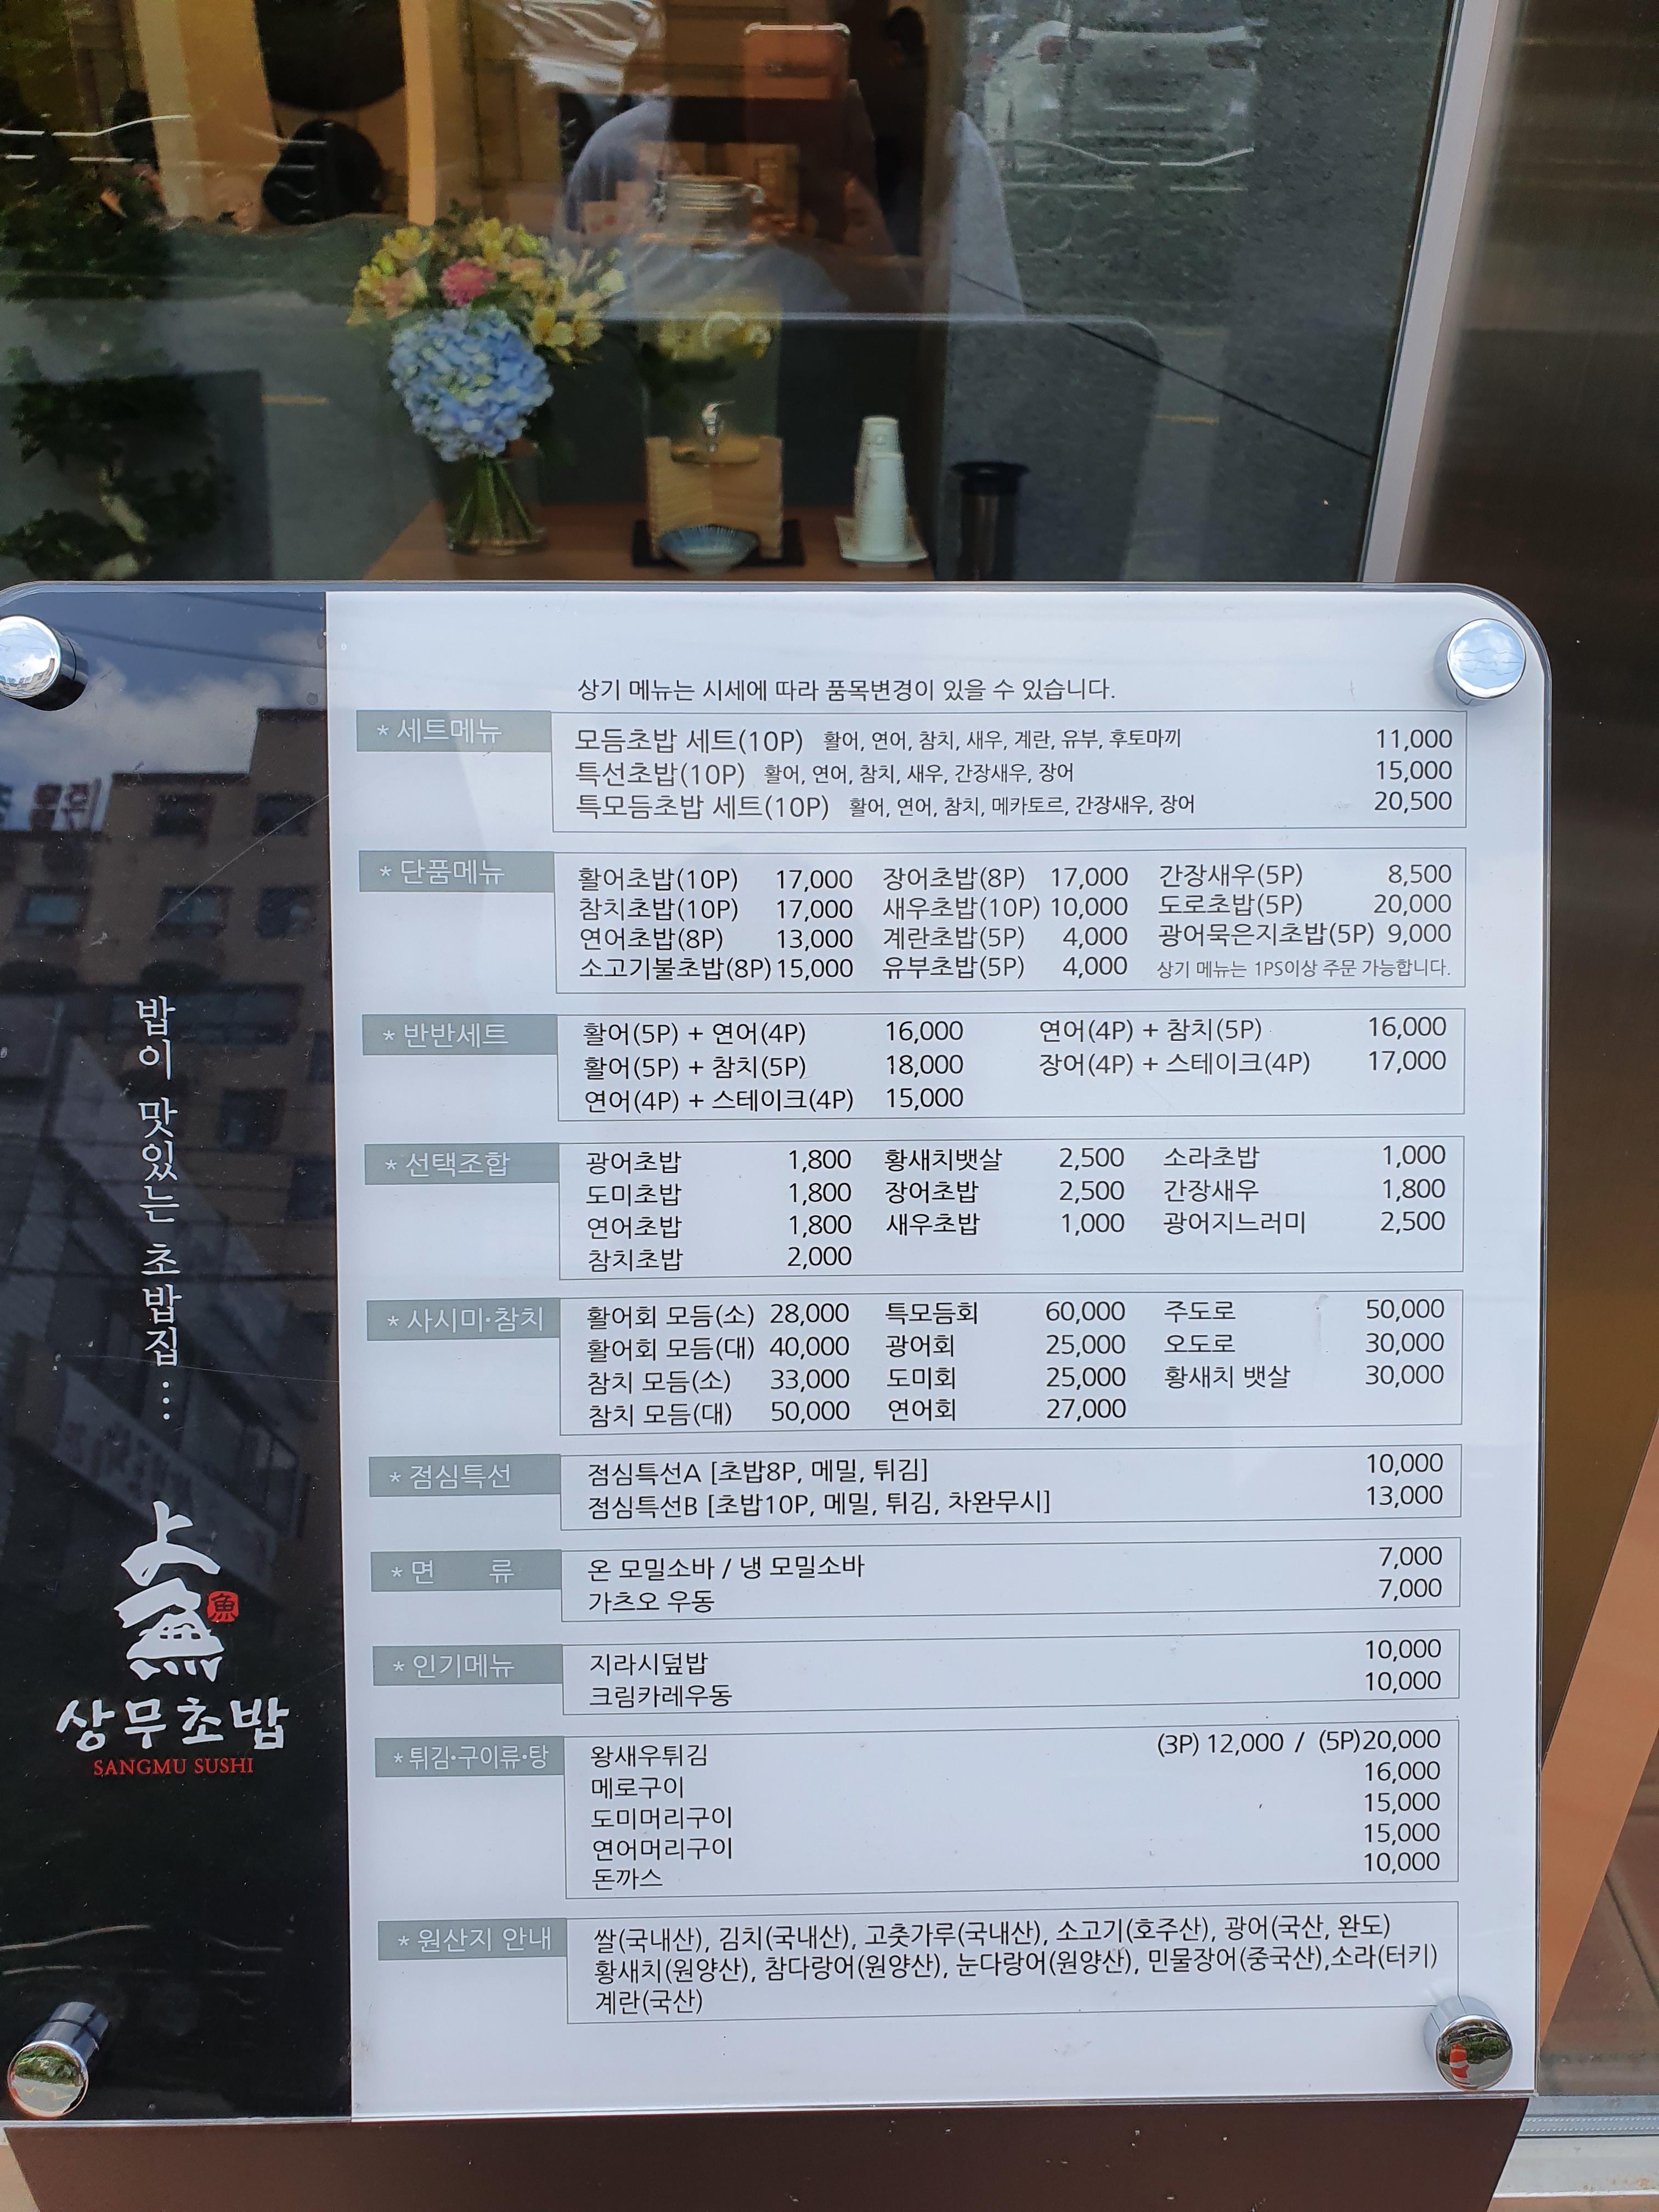 상기 메뉴는 시세에 따라 품목변경이 있을 수 있습니다.
* 세트메뉴
모듬초밥 세트(10P) 활어, 연어, 참치, 새우, 계란, 유부, 후토마끼 11,000
특선초밥(10P) 활어, 연어, 참치, 새우, 간장새우, 장어 15,000
특모듬초밥 세트(10P) 활어, 연어, 참치, 메카토르, 간장새우, 장어 20,500
* 단품메뉴
활어초밥(10P) 17,000 장어초밥(8P) 17,000 간장새우(5P) 8,500
참치초밥(10P) 17,000 새우초밥(10P) 10,000 도로초밥(5P) 20,000
연어초밥(8P) 13,000 계란초밥(5P) 4,000 광어묵은지초밥(5P) 9,000
소고기불초밥(8P) 15,000 유부초밥(5P) 4,000 상기 메뉴는 1PS이상 주문 가능합니다.
* 반반세트
활어(5P) + 연어(4P) 16,000 연어(4P) + 참치(5P) 16,000
활어(5P) + 참치(5P) 18,000 장어(4P) + 스테이크(4P) 17,000
연어(4P) + 스테이크(4P) 15,000
* 선택조합
광어초밥 1,800 황새치뱃살 2,500 소라초밥 1,000
도미초밥 1,800 장어초밥 2,500 간장새우 1,800
연어초밥 1,800 새우초밥 1,000 광어지느러미 2,500
참치초밥 2,000
* 사시미·참치
활어회 모듬(소) 28,000 특모듬회 60,000 주도로 50,000
활어회 모듬(대) 40,000 광어회 25,000 오도로 30,000
참치 모듬(소) 33,000 도미회 25,000 황새치 뱃살 30,000
참치 모듬(대) 50,000 연어회 27,000
* 점심특선
점심특선A [초밥8P, 메밀, 튀김] 10,000
점심특선B [초밥10P, 메밀, 튀김, 차완무시] 13,000
* 면 류
온 모밀소바 / 냉 모밀소바 7,000
가츠오 우동 7,000
* 인기메뉴
지라시덮밥 10,000
크림카레우동 10,000
* 튀김·구이류·탕
왕새우튀김 (3P) 12,000 / (5P)20,000
메로구이 16,000
도미머리구이 15,000
연어머리구이 15,000
돈까스 10,000
* 원산지 안내
쌀(국내산), 김치(국내산), 고춧가루(국내산), 소고기(호주산), 광어(국산, 완도)
황새치(원양산), 참다랑어(원양산), 눈다랑어(원양산), 민물장어(중국산),소라(터키)
계란(국산)
밥이 맛있는 초밥집...
上
魚
상무초밥
SANGMU SUSHI